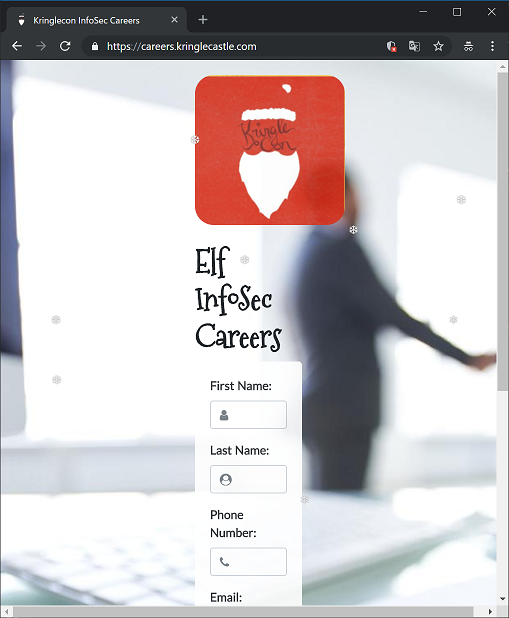 Kringlecon InfoSec Careers
https://careers.kringlecastle.com
Kringle
Con
Elf
InfoSec
Careers
First Name:
Last Name:
Phone
Number:
Email: